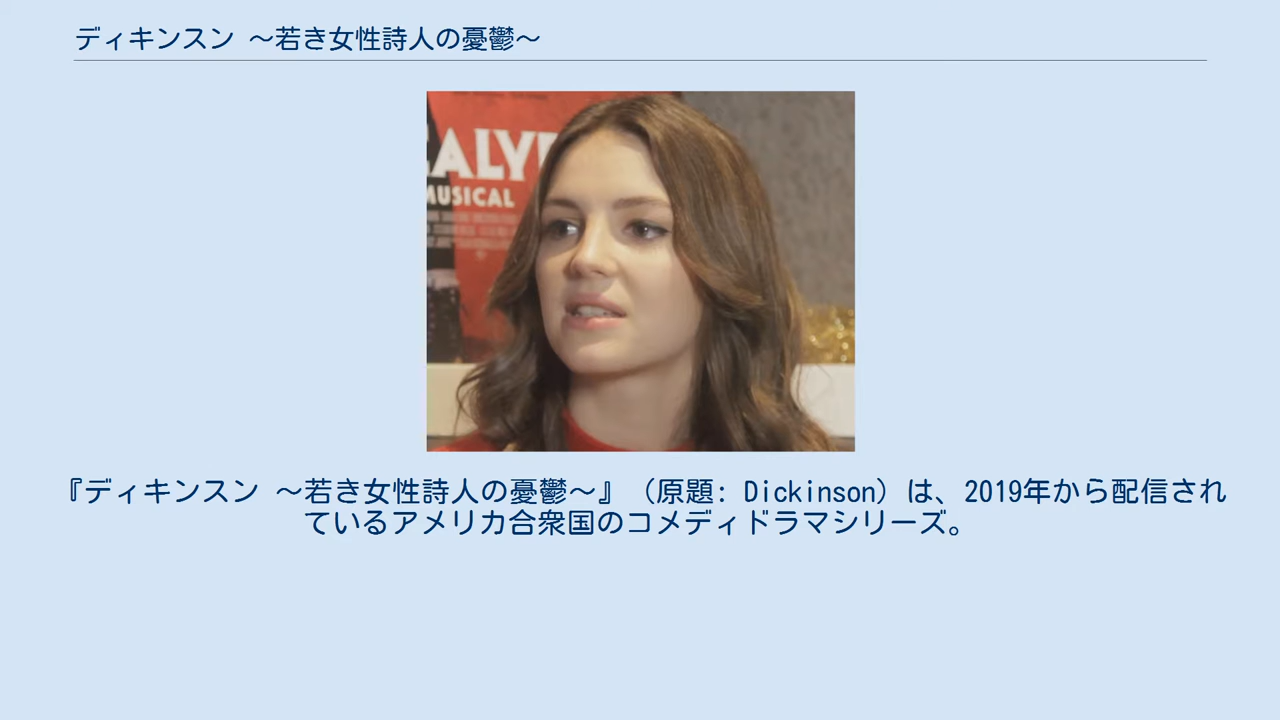 ディキンスン ～若き女性詩人の憂鬱～
ALY
MUSICAL
『ディキンスン ～若き女性詩人の憂鬱～』（原題: Dickinson）は、2019年から配信され
ているアメリカ合衆国のコメディドラマシリーズ。